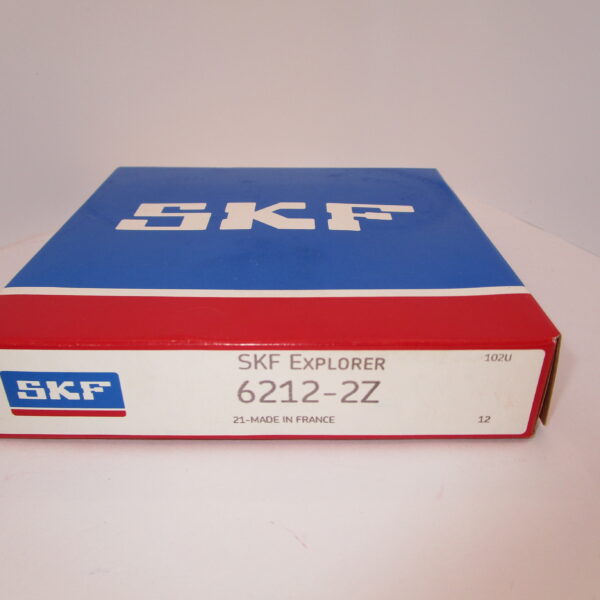 SKF
SKF EXPLORER 102U
SKF 6212-2Z
21-MADE IN FRANCE 12